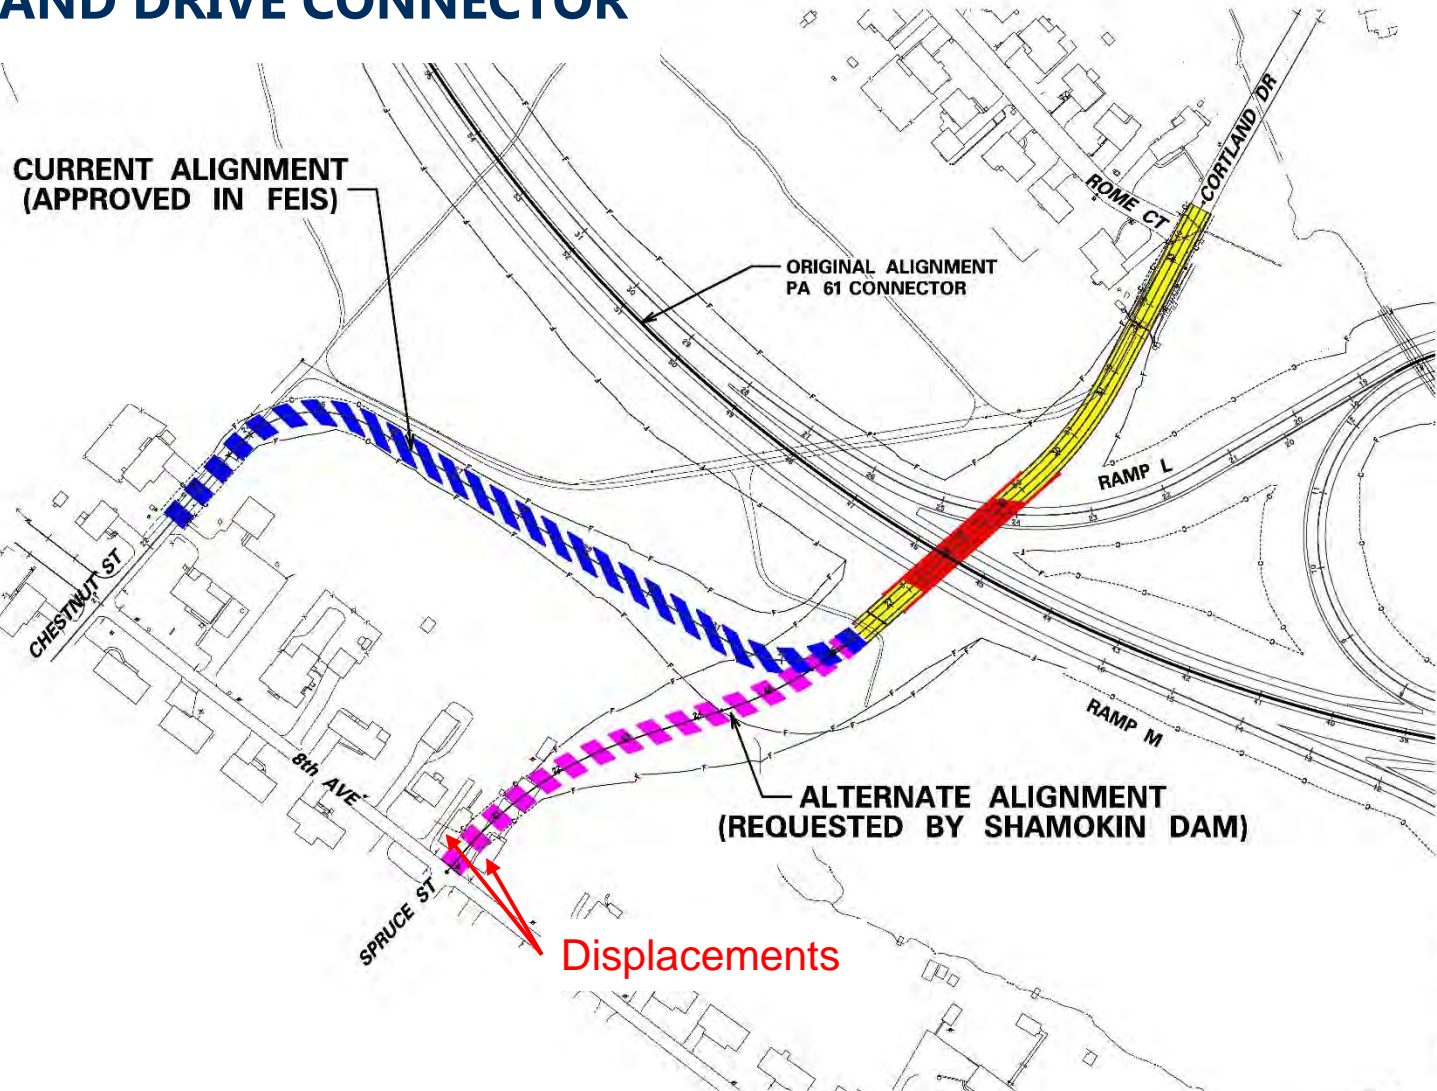 AND DRIVE CONNECTOR
CORTLAND DR
CURRENT ALIGNMENT
(APPROVED IN FEIS)
ROME CT
ORIGINAL ALIGNMENT
PA 61 CONNECTOR
RAMP L
CHESTNUT ST
RAMP M
8th AVE
ALTERNATE ALIGNMENT
(REQUESTED BY SHAMOKIN DAM)
SPRUCE ST
Displacements